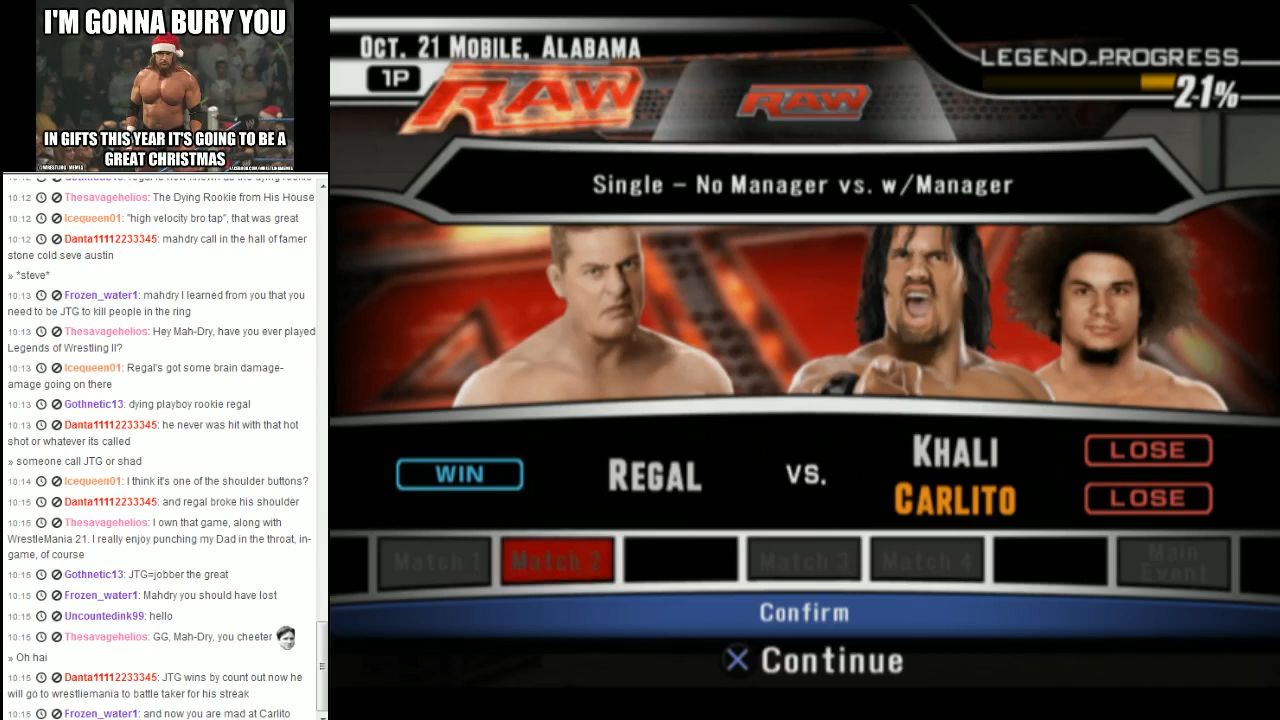 I'M GONNA BURY YOU
IN GIFTS THIS YEAR IT'S GOING TO BE A
GREAT CHRISTMAS
10:12 Thesavagehelios: The Dying Rookie from His House
10:12 Icequeen01: "high velocity bro tap", that was great
10:12 Danta11112233345: mahdry call in the hall of famer
stone cold seve austin
» *steve*
10:13 Frozen_water1: mahdry I learned from you that you
need to be JTG to kill people in the ring
10:13 Thesavagehelios: Hey Mah-Dry, have you ever played
Legends of Wrestling II?
10:13 Icequeen01: Regal's got some brain damage-
amage going on there
10:13 Gothnetic13: dying playboy rookie regal
10:13 Danta11112233345: he never was hit with that hot
shot or whatever its called
» someone call JTG or shad
10:14 Icequeen01: I think it's one of the shoulder buttons?
10:15 Danta11112233345: and regal broke his shoulder
10:15 Thesavagehelios: I own that game, along with
WrestleMania 21. I really enjoy punching my Dad in the throat, in-
game, of course
10:15 Gothnetic13: JTG=jobber the great
10:15 Frozen_water1: Mahdry you should have lost
10:15 Uncountedink99: hello
10:15 Thesavagehelios: GG, Mah-Dry, you cheeter
» Oh hai
10:15 Danta11112233345: JTG wins by count out now he
will go to wrestliemania to battle taker for his streak
10:15 Frozen_water1: and now you are mad at Carlito
Oct. 21 Mobile, Alabama
1P
RAW
RAW
Legend Progress
21%
Single – No Manager vs. w/Manager
WIN
Regal
vs.
Khali
LOSE
Carlito
LOSE
Match 1
Match 2
Match 3
Match 4
Main
Event
Confirm
Continue